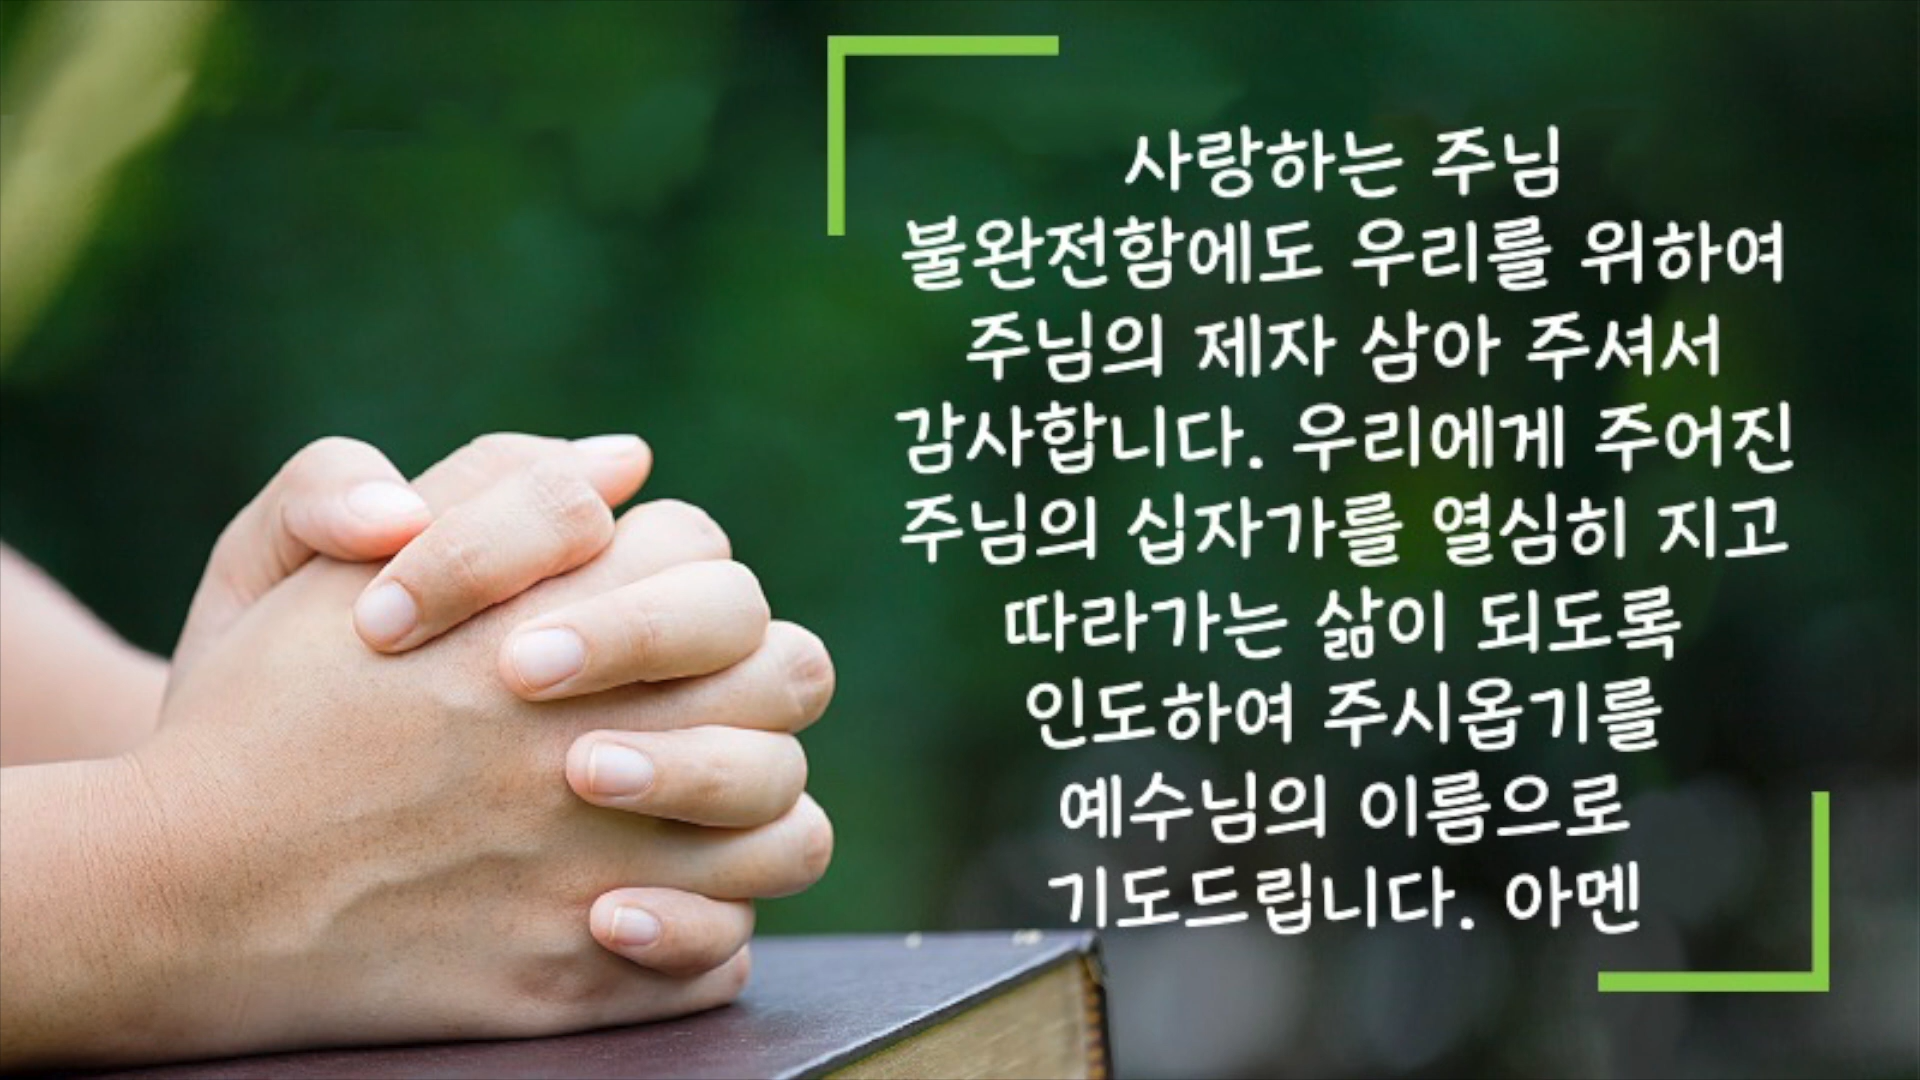 사랑하는 주님
불완전함에도 우리를 위하여
주님의 제자 삼아 주셔서
감사합니다. 우리에게 주어진
주님의 십자가를 열심히 지고
따라가는 삶이 되도록
인도하여 주시옵기를
예수님의 이름으로
기도드립니다. 아멘